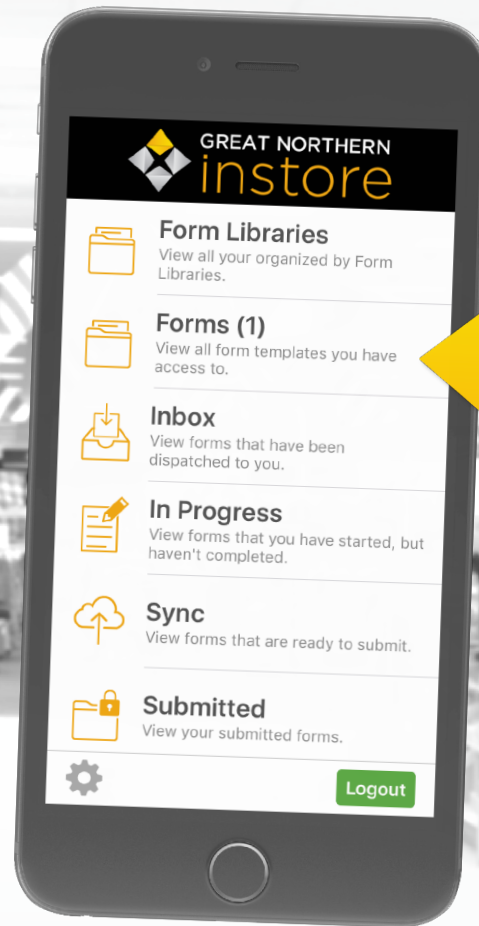 GREAT NORTHERN
instore
Form Libraries
View all your organized by Form
Libraries.
Forms (1)
View all form templates you have
access to.
Inbox
View forms that have been
dispatched to you.
In Progress
View forms that you have started, but
haven't completed.
Sync
View forms that are ready to submit.
Submitted
View your submitted forms.
Logout